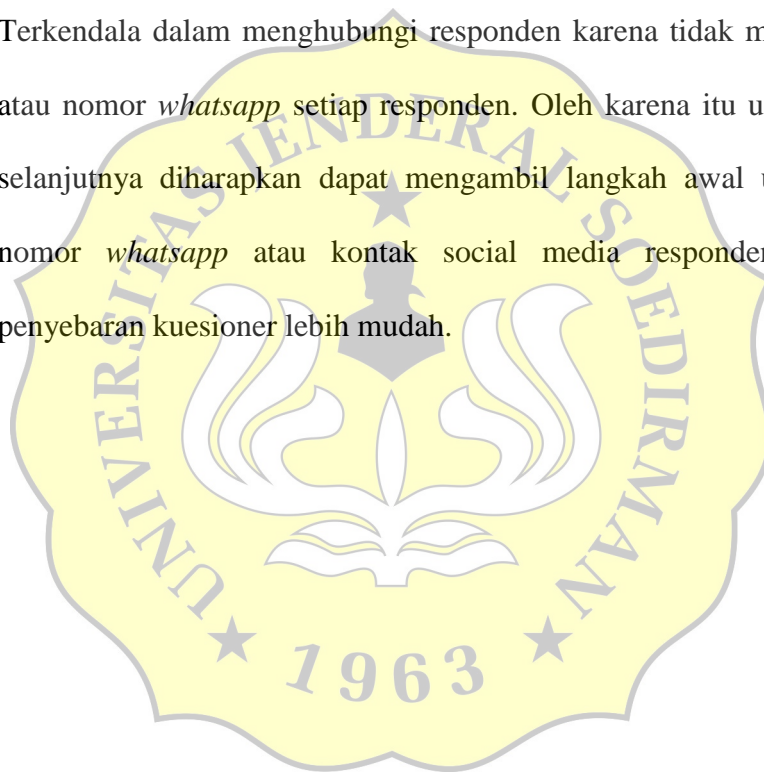 Terkendala dalam menghubungi responden karena tidak m
atau nomor whatsapp setiap responden. Oleh karena itu u
selanjutnya diharapkan dapat mengambil langkah awal u
nomor whatsapp atau kontak social media responden
penyebaran kuesioner lebih mudah.
UNIVERSITAS JENDERAL SOEDIRMAN
1963